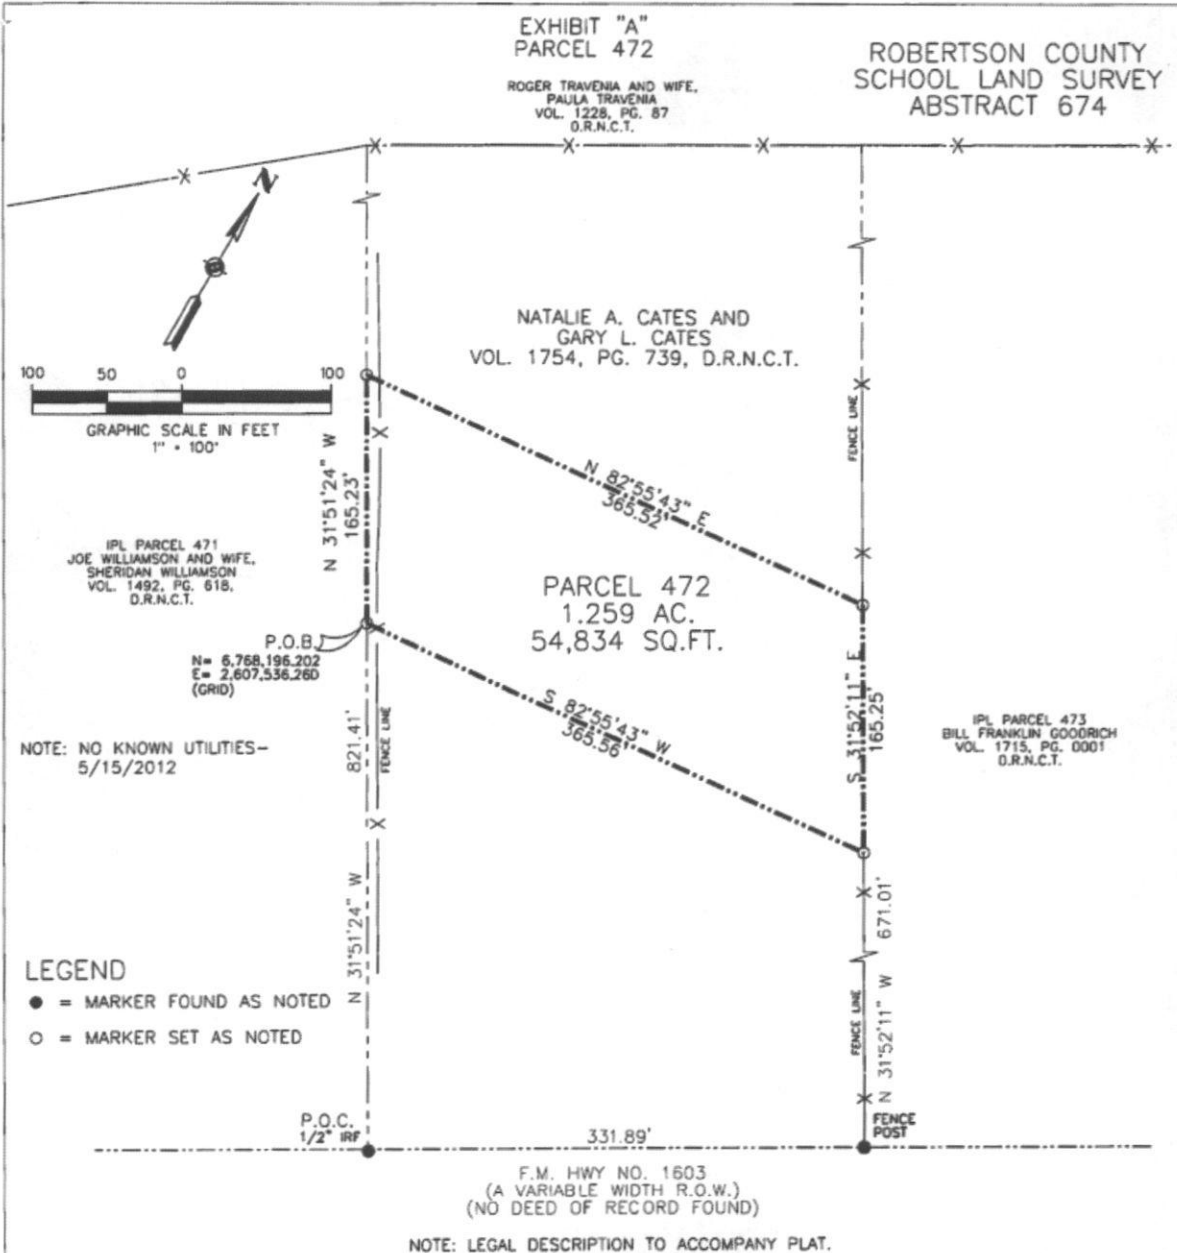 EXHIBIT "A"
PARCEL 472
ROBERTSON COUNTY
SCHOOL LAND SURVEY
ABSTRACT 674
ROGER TRAVENIA AND WIFE,
PAULA TRAVENIA
VOL. 1228, PG. 87
D.R.N.C.T.
N
NATALIE A. CATES AND
GARY L. CATES
VOL. 1754, PG. 739, D.R.N.C.T.
100 50 0 100
GRAPHIC SCALE IN FEET
1" = 100'
N 31°51'24" W
165.23'
FENCE LINE
N 82°55'43" E
365.52'
IPL PARCEL 471
JOE WILLIAMSON AND WIFE,
SHERIDAN WILLIAMSON
VOL. 1492, PG. 618,
D.R.N.C.T.
PARCEL 472
1.259 AC.
54,834 SQ.FT.
P.O.B.
N= 6,768,196.202
E= 2,607,536.260
(GRID)
S 82°55'43" W
365.56'
S 31°52'11" E
165.25'
IPL PARCEL 473
BILL FRANKLIN GOODRICH
VOL. 1715, PG. 0001
D.R.N.C.T.
NOTE: NO KNOWN UTILITIES-
5/15/2012
821.41'
FENCE LINE
N 31°51'24" W
671.01'
N 31°52'11" W
FENCE LINE
LEGEND
● = MARKER FOUND AS NOTED
○ = MARKER SET AS NOTED
P.O.C.
1/2" IRF
331.89'
FENCE
POST
F.M. HWY NO. 1603
(A VARIABLE WIDTH R.O.W.)
(NO DEED OF RECORD FOUND)
NOTE: LEGAL DESCRIPTION TO ACCOMPANY PLAT.